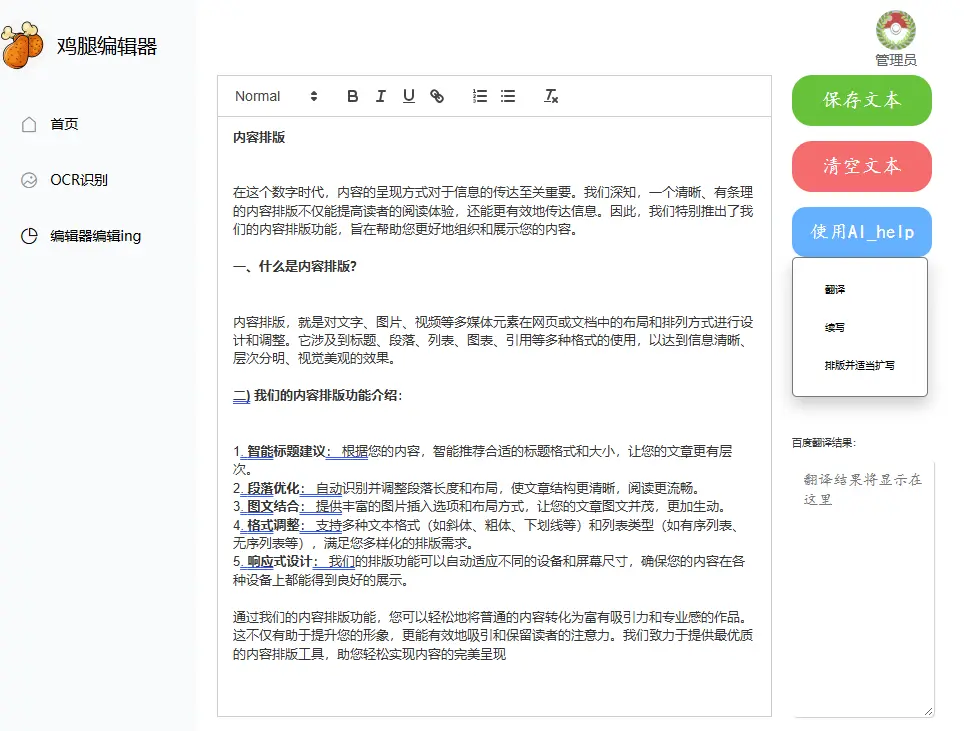 鸡腿编辑器
管理员
首页
OCR识别
编辑器编辑ing
Normal
B I U
内容排版
在这个数字时代，内容的呈现方式对于信息的传达至关重要。我们深知，一个清晰、有条理
的内容排版不仅能提高读者的阅读体验，还能更有效地传达信息。因此，我们特别推出了我
们的内容排版功能，旨在帮助您更好地组织和展示您的内容。
一、什么是内容排版?
内容排版，就是对文字、图片、视频等多媒体元素在网页或文档中的布局和排列方式进行设
计和调整。它涉及到标题、段落、列表、图表、引用等多种格式的使用，以达到信息清晰、
层次分明、视觉美观的效果。
二) 我们的内容排版功能介绍：
1. 智能标题建议： 根据您的内容，智能推荐合适的标题格式和大小，让您的文章更有层
次。
2. 段落优化： 自动识别并调整段落长度和布局，使文章结构更清晰，阅读更流畅。
3. 图文结合： 提供丰富的图片插入选项和布局方式，让您的文章图文并茂，更加生动。
4. 格式调整： 支持多种文本格式（如斜体、粗体、下划线等）和列表类型（如有序列表、
无序列表等），满足您多样化的排版需求。
5. 响应式设计： 我们的排版功能可以自动适应不同的设备和屏幕尺寸，确保您的内容在各
种设备上都能得到良好的展示。
通过我们的内容排版功能，您可以轻松地将普通的内容转化为富有吸引力和专业感的作品。
这不仅有助于提升您的形象，更能有效地吸引和保留读者的注意力。我们致力于提供最优质
的内容排版工具，助您轻松实现内容的完美呈现
保存文本
清空文本
使用AI_help
翻译
续写
排版并适当扩写
百度翻译结果：
翻译结果将显示在
这里